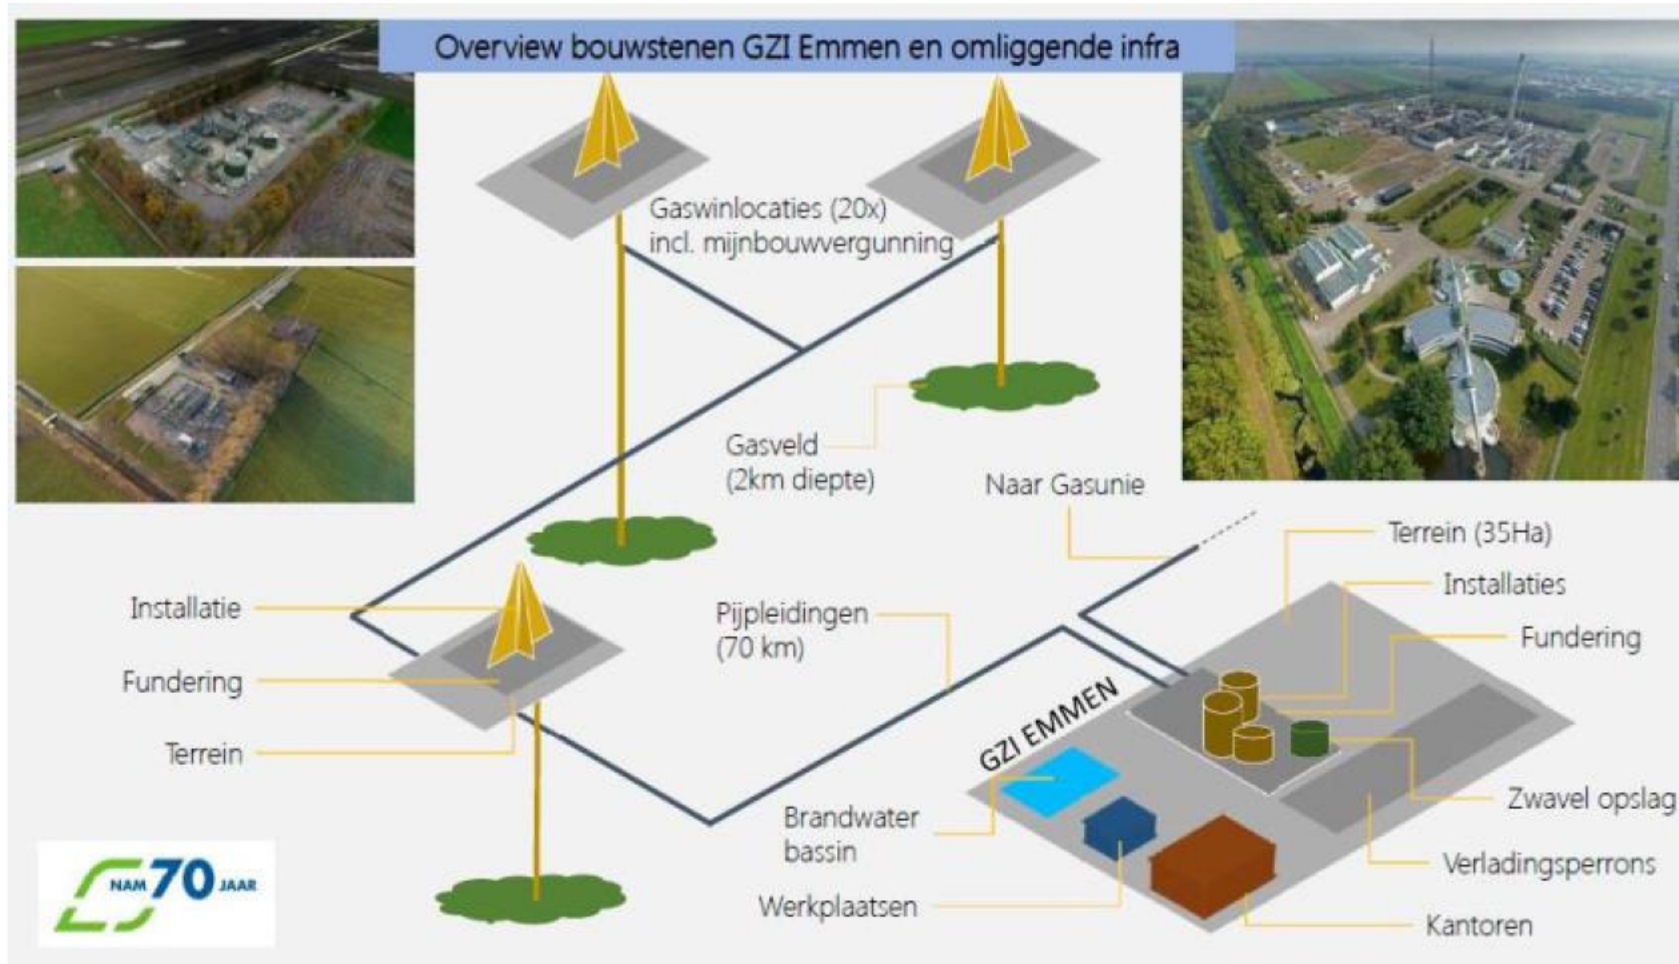 Overview bouwstenen GZI Emmen en omliggende infra
Gaswinlocaties (20x)
incl. mijnbouwvergunning
Gasveld
(2km diepte)
Naar Gasunie
Terrein (35Ha)
Installaties
Fundering
Installatie
Fundering
Terrein
Pijpleidingen
(70 km)
GZI EMMEN
Brandwater
bassin
Werkplaatsen
Zwavel opslag
Verladingsperrons
Kantoren
NAM 70 JAAR